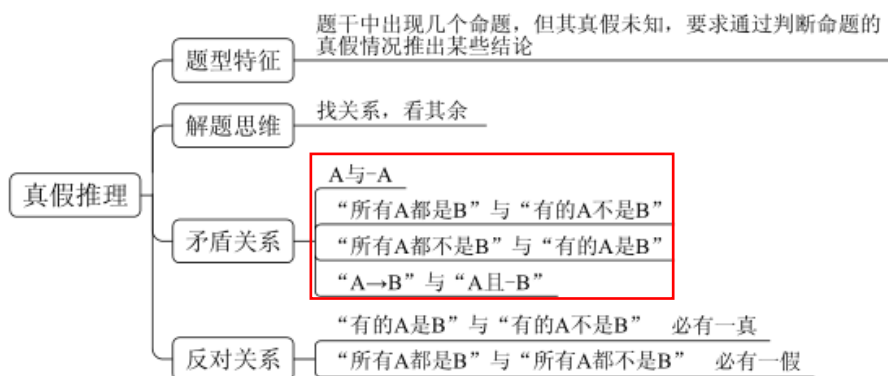 题干中出现几个命题，但其真假未知，要求通过判断命题的
真假情况推出某些结论
题型特征
解题思维
找关系，看其余
真假推理
矛盾关系
A与-A
“所有A都是B”与“有的A不是B”
“所有A都不是B”与“有的A是B”
“A→B”与“A且-B”
反对关系
“有的A是B”与“有的A不是B” 必有一真
“所有A都是B”与“所有A都不是B” 必有一假